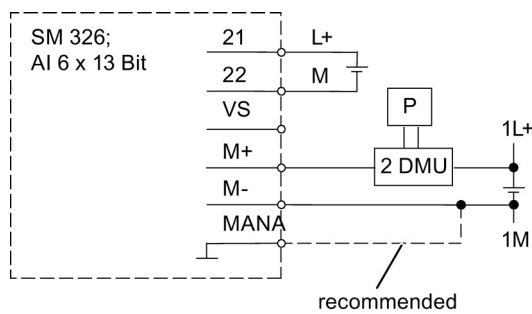 SM 326;
AI 6 x 13 Bit
21
L+
22
M
VS
P
1L+
M+
2 DMU
M-
MANA
1M
recommended